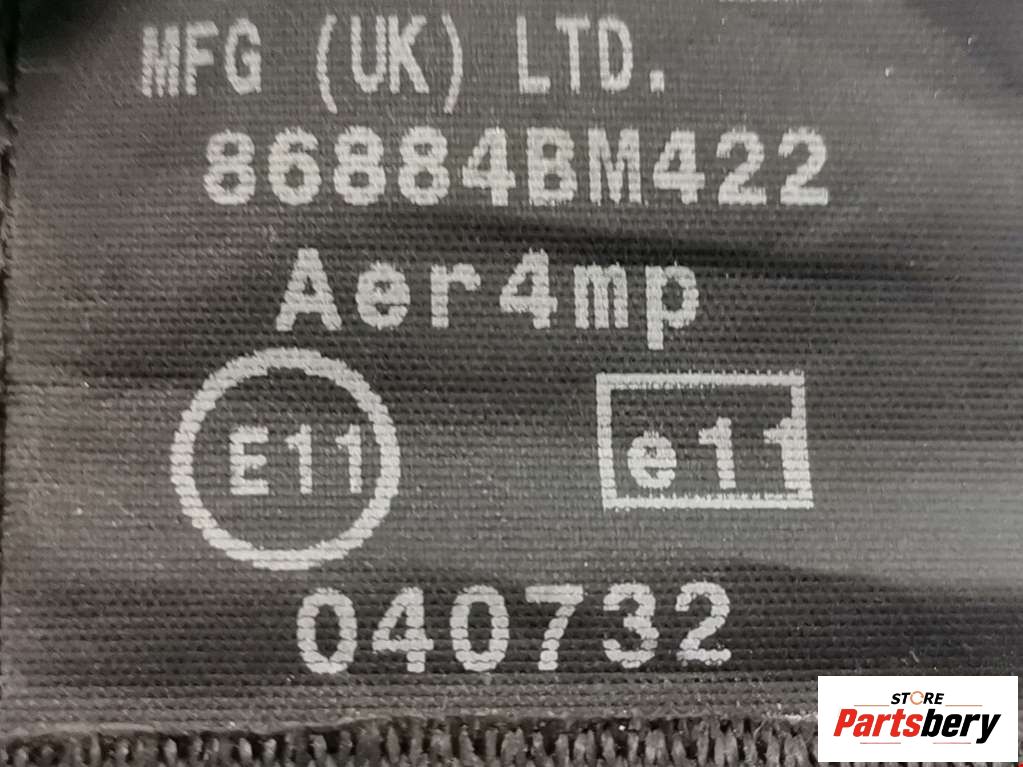 MFG (UK) LTD.
86884BM422
Aer4mp
E11 e11
040732
STORE
Partsbery